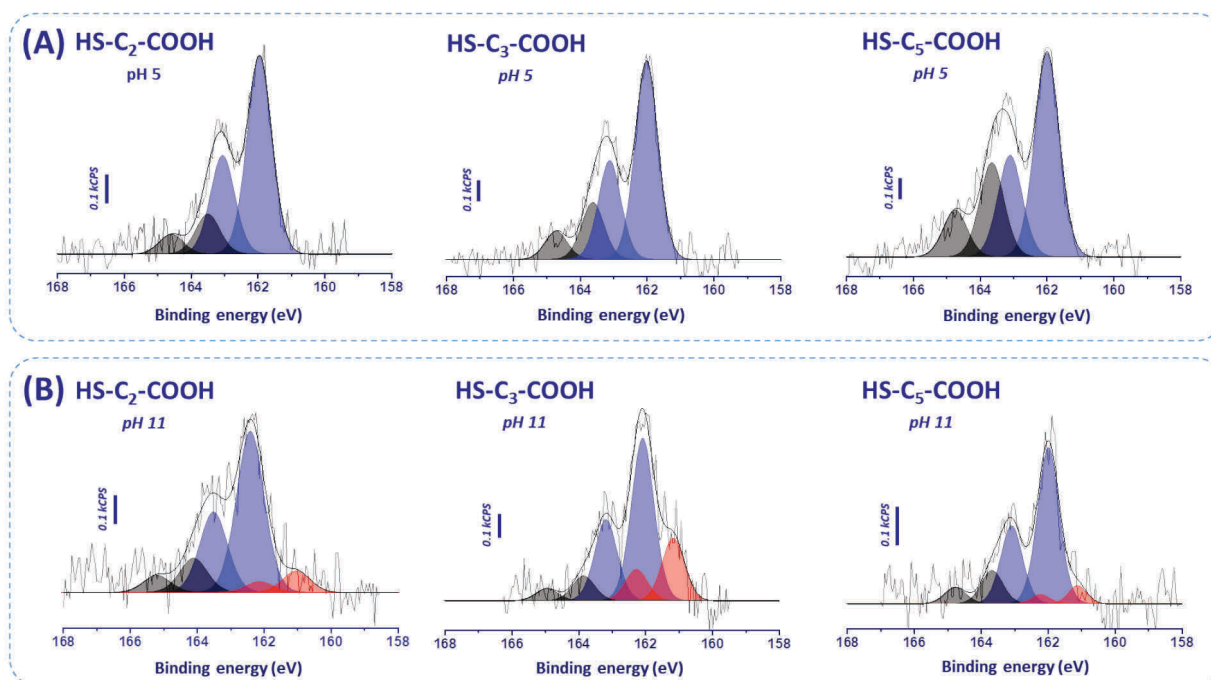 (A) HS-C₂-COOH HS-C₃-COOH HS-C₅-COOH
pH 5 pH 5 pH 5
0.1 kCPS 0.1 kCPS 0.1 kCPS
168 166 164 162 160 158 168 166 164 162 160 158 168 166 164 162 160 158
Binding energy (eV) Binding energy (eV) Binding energy (eV)
(B) HS-C₂-COOH HS-C₃-COOH HS-C₅-COOH
pH 11 pH 11 pH 11
0.1 kCPS 0.1 kCPS 0.1 kCPS
168 166 164 162 160 158 168 166 164 162 160 158 168 166 164 162 160 158
Binding energy (eV) Binding energy (eV) Binding energy (eV)